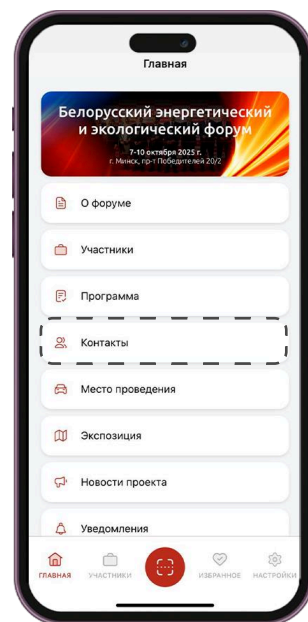 Главная
Белорусский энергетический
и экологический форум
7-10 октября 2025 г.
г. Минск, пр-т Победителей 20/2
О форуме
Участники
Программа
Контакты
Место проведения
Экспозиция
Новости проекта
Уведомления
ГЛАВНАЯ УЧАСТНИКИ ИЗБРАННОЕ НАСТРОЙКИ